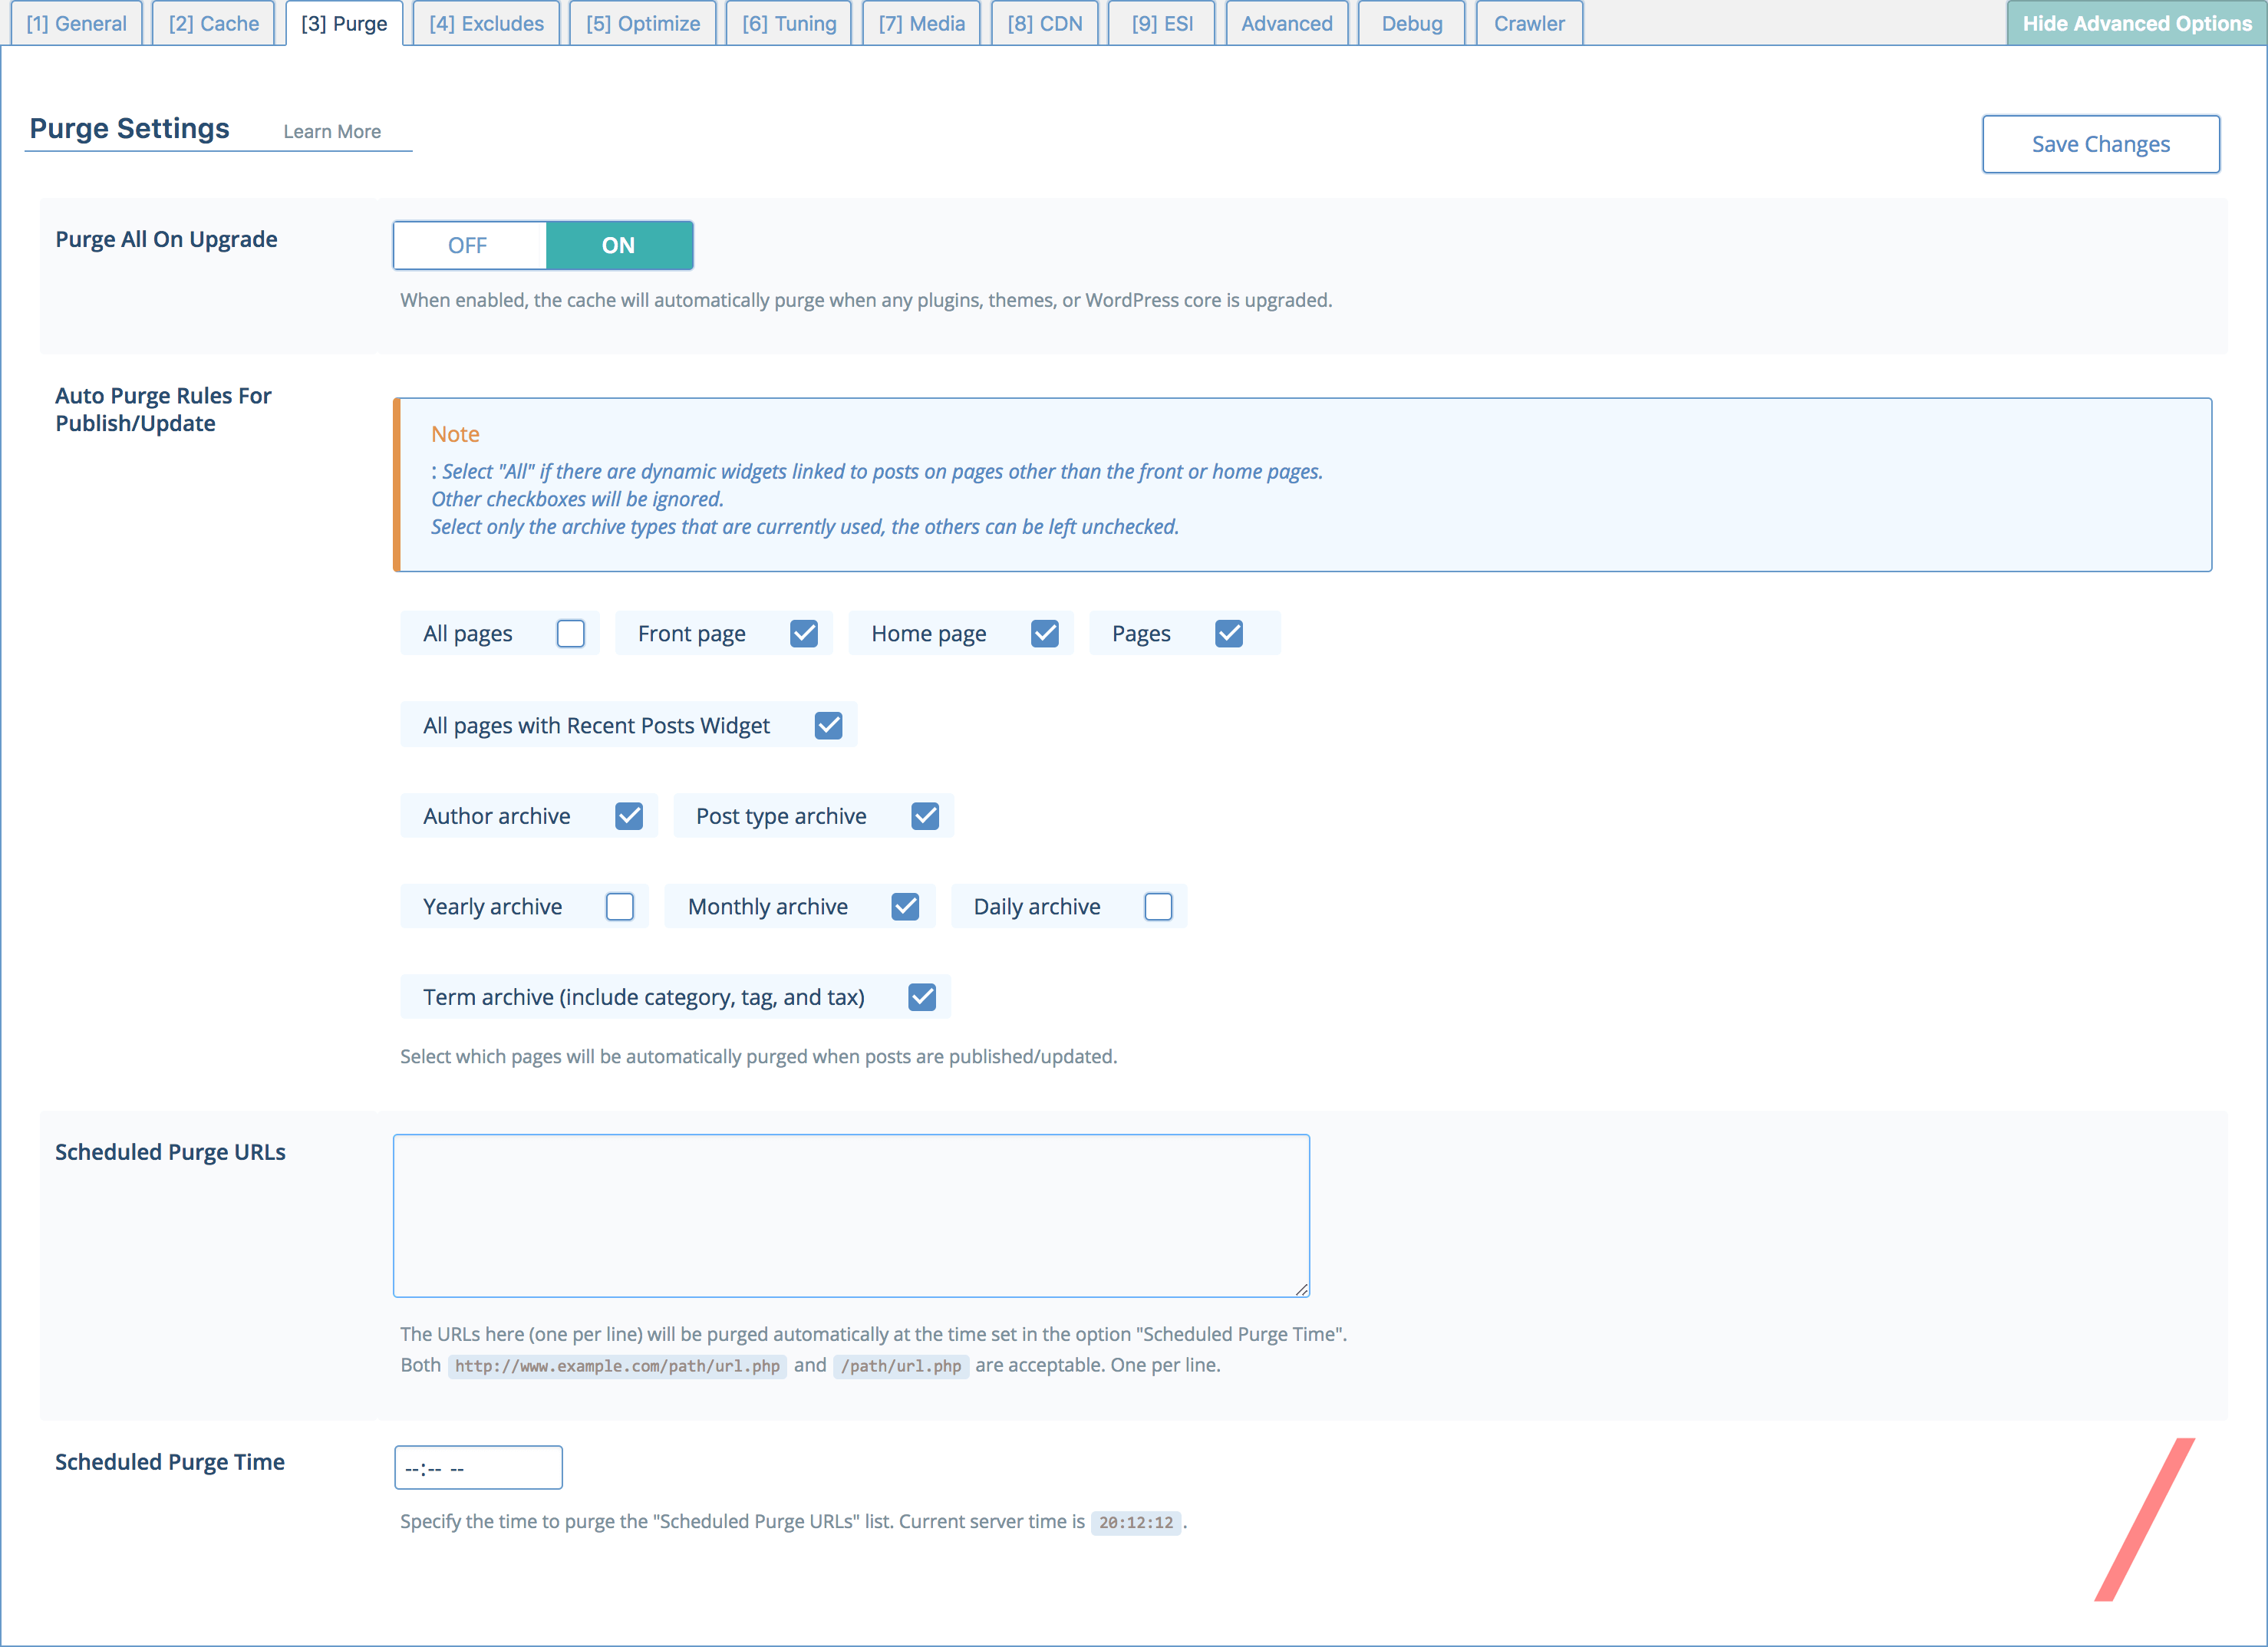 [1] General [2] Cache [3] Purge [4] Excludes [5] Optimize [6] Tuning [7] Media [8] CDN [9] ESI Advanced Debug Crawler Hide Advanced Options
Purge Settings Learn More
Save Changes
Purge All On Upgrade
OFF ON
When enabled, the cache will automatically purge when any plugins, themes, or WordPress core is upgraded.
Auto Purge Rules For
Publish/Update
Note
: Select "All" if there are dynamic widgets linked to posts on pages other than the front or home pages.
Other checkboxes will be ignored.
Select only the archive types that are currently used, the others can be left unchecked.
All pages Front page Home page Pages
All pages with Recent Posts Widget
Author archive Post type archive
Yearly archive Monthly archive Daily archive
Term archive (include category, tag, and tax)
Select which pages will be automatically purged when posts are published/updated.
Scheduled Purge URLs
The URLs here (one per line) will be purged automatically at the time set in the option "Scheduled Purge Time".
Both http://www.example.com/path/url.php and /path/url.php are acceptable. One per line.
Scheduled Purge Time
--:-- --
Specify the time to purge the "Scheduled Purge URLs" list. Current server time is 20:12:12 .